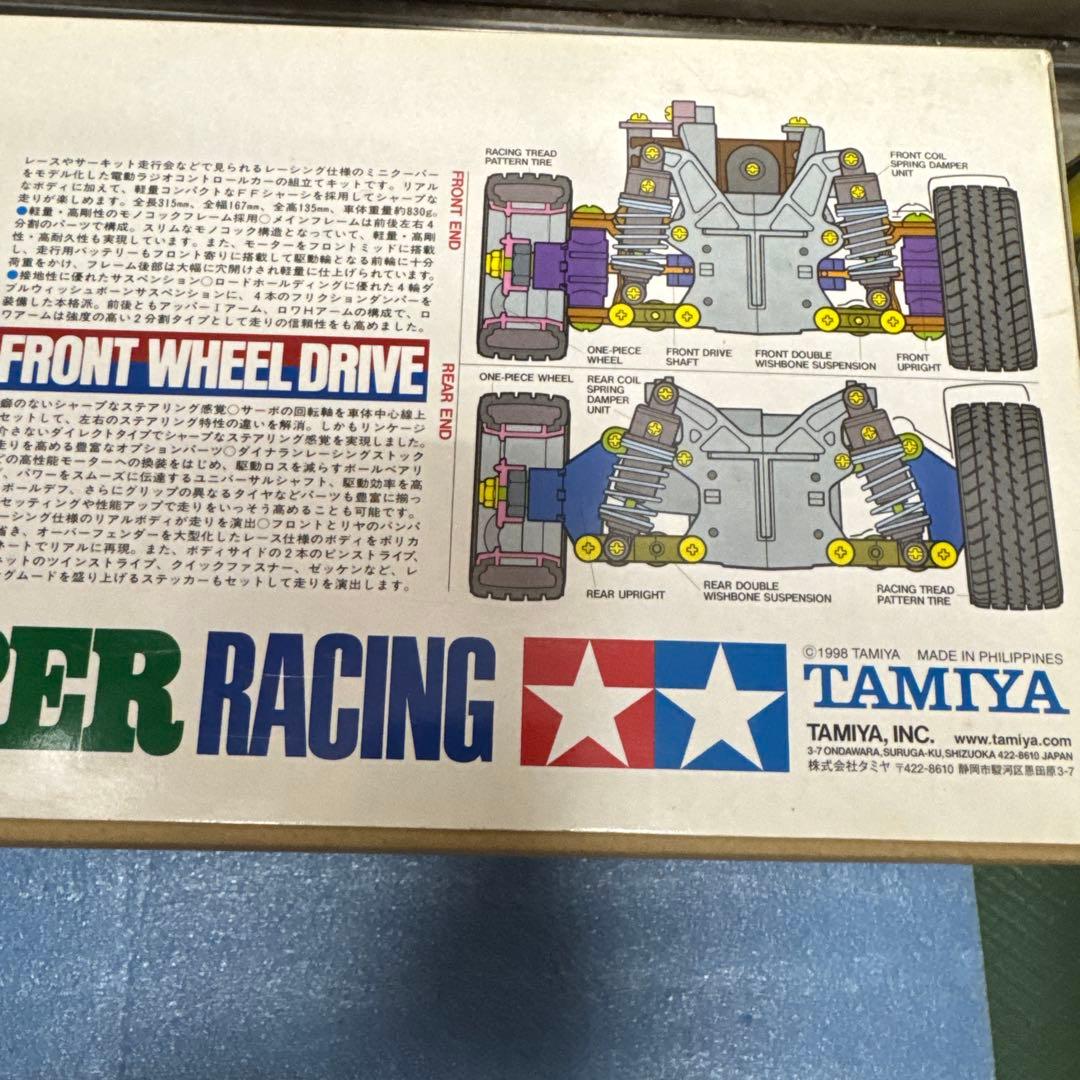 レースやサーキット走行会などで見られるレーシング仕様のミニクーパー
をモデル化した電動ラジオコントロールカーの組立てキットです。リアル
なボディに加えて、軽量コンパクトなFFシャーシを採用してシャープな
走りが楽しめます。全長315mm、全幅167mm、全高135mm、車体重量約830g。
●軽量・高剛性のモノコックフレーム採用○メインフレームは前後左右4
分割のパーツで構成。スリムなモノコック構造となっていて、軽量・高剛
性・高耐久性も実現しています。また、モーターをフロントミッドに搭載
し、走行用バッテリーもフロント寄りに搭載して駆動輪となる前輪に十分
荷重をかけ、フレーム後部は大幅に穴開けされ軽量に仕上げられています。
●接地性に優れたサスペンション○ロードホールディングに優れた4輪ダ
ブルウィッシュボーンサスペンションに、4本のフリクションダンパーを
装備した本格派。前後ともアッパーIアーム、ロワHアームの構成で、ロ
ワアームは強度の高い2分割タイプとして走りの信頼性をも高めました。
FRONT WHEEL DRIVE
癖のないシャープなステアリング感覚○サーボの回転軸を車体中心線上
セットして、左右のステアリング特性の違いを解消。しかもリンケージ
介さないダイレクトタイプでシャープなステアリング感覚を実現しました。
走りを高める豊富なオプションパーツ○ダイナランレーシングストック
どの高性能モーターへの換装をはじめ、駆動ロスを減らすボールベアリ
、パワーをスムーズに伝達するユニバーサルシャフト、駆動効率を高
ボールデフ、さらにグリップの異なるタイヤなどパーツも豊富に揃っ
セッティングや性能アップで走りをいっそう高めることも可能です。
ーシング仕様のリアルボディが走りを演出○フロントとリヤのバンパ
省き、オーバーフェンダーを大型化したレース仕様のボディをポリカ
ネートでリアルに再現。また、ボディサイドの2本のピンストライプ、
ネットのツインストライプ、クイックファスナー、ゼッケンなど、レ
グムードを盛り上げるステッカーもセットして走りを演出します。
FRONT END
RACING TREAD
PATTERN TIRE
FRONT COIL
SPRING DAMPER
UNIT
ONE-PIECE
WHEEL
FRONT DRIVE
SHAFT
FRONT DOUBLE
WISHBONE SUSPENSION
FRONT
UPRIGHT
REAR END
ONE-PIECE WHEEL
REAR COIL
SPRING
DAMPER
UNIT
REAR UPRIGHT
REAR DOUBLE
WISHBONE SUSPENSION
RACING TREAD
PATTERN TIRE
PER RACING
©1998 TAMIYA MADE IN PHILIPPINES
TAMIYA
TAMIYA, INC. www.tamiya.com
3-7 ONDAWARA, SURUGA-KU, SHIZUOKA 422-8610 JAPAN
株式会社タミヤ 〒422-8610 静岡市駿河区恩田原3-7